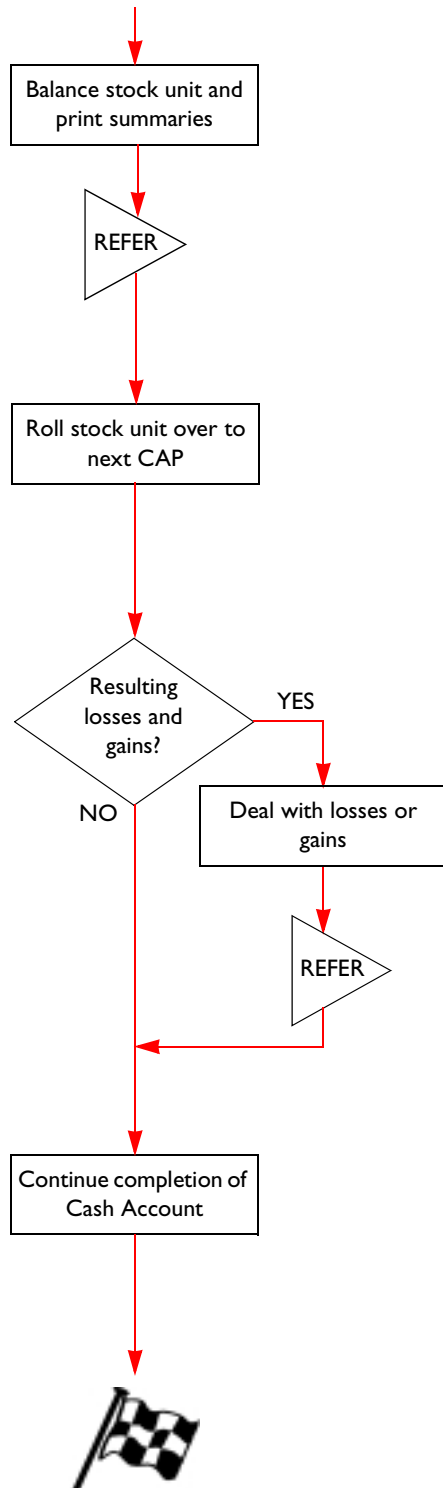 Balance stock unit and
print summaries
REFER
Roll stock unit over to
next CAP
Resulting
losses and
gains?
YES
NO
Deal with losses or
gains
REFER
Continue completion of
Cash Account